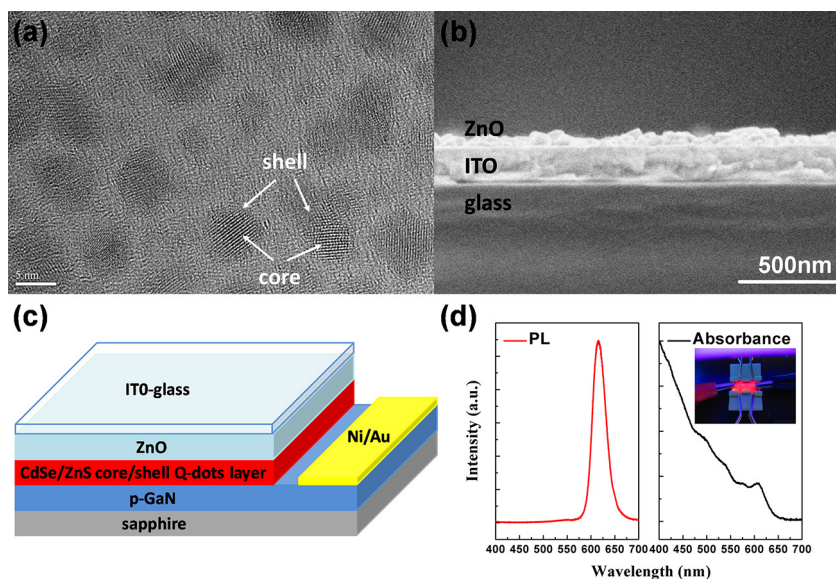 (a)
shell
core
5 nm
(b)
ZnO
ITO
glass
500nm
(c)
IT0-glass
ZnO
CdSe/ZnS core/shell Q-dots layer
p-GaN
sapphire
Ni/Au
(d)
Intensity (a.u.)
PL
Absorbance
400 450 500 550 600 650 700
400 450 500 550 600 650 700
Wavelength (nm)